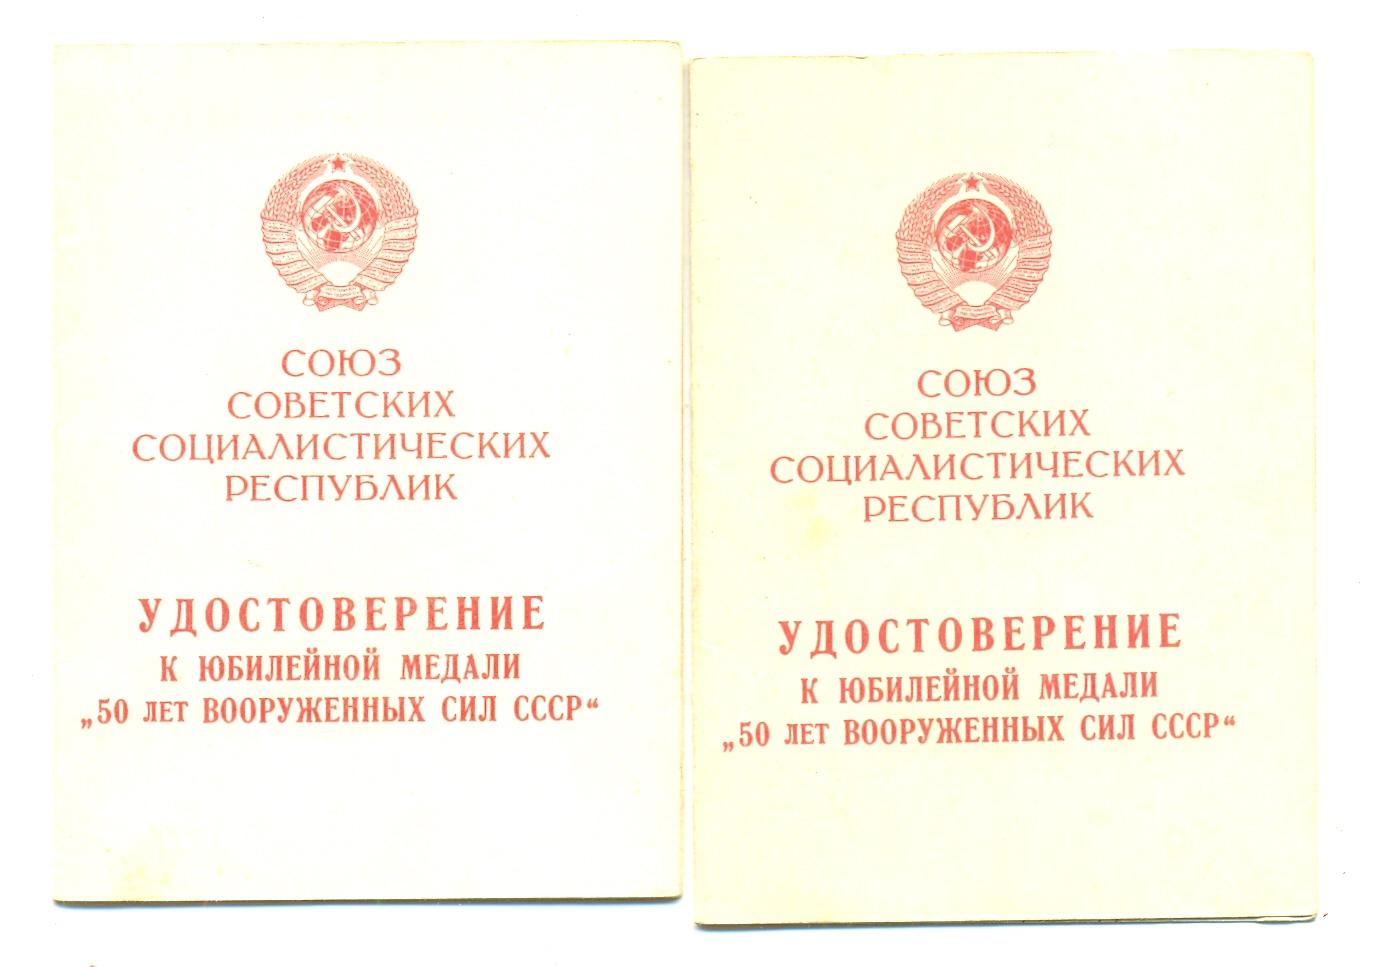 СОЮЗ
СОВЕТСКИХ
СОЦИАЛИСТИЧЕСКИХ
РЕСПУБЛИК
УДОСТОВЕРЕНИЕ
К ЮБИЛЕЙНОЙ МЕДАЛИ
„50 ЛЕТ ВООРУЖЕННЫХ СИЛ СССР“
СОЮЗ
СОВЕТСКИХ
СОЦИАЛИСТИЧЕСКИХ
РЕСПУБЛИК
УДОСТОВЕРЕНИЕ
К ЮБИЛЕЙНОЙ МЕДАЛИ
„50 ЛЕТ ВООРУЖЕННЫХ СИЛ СССР“